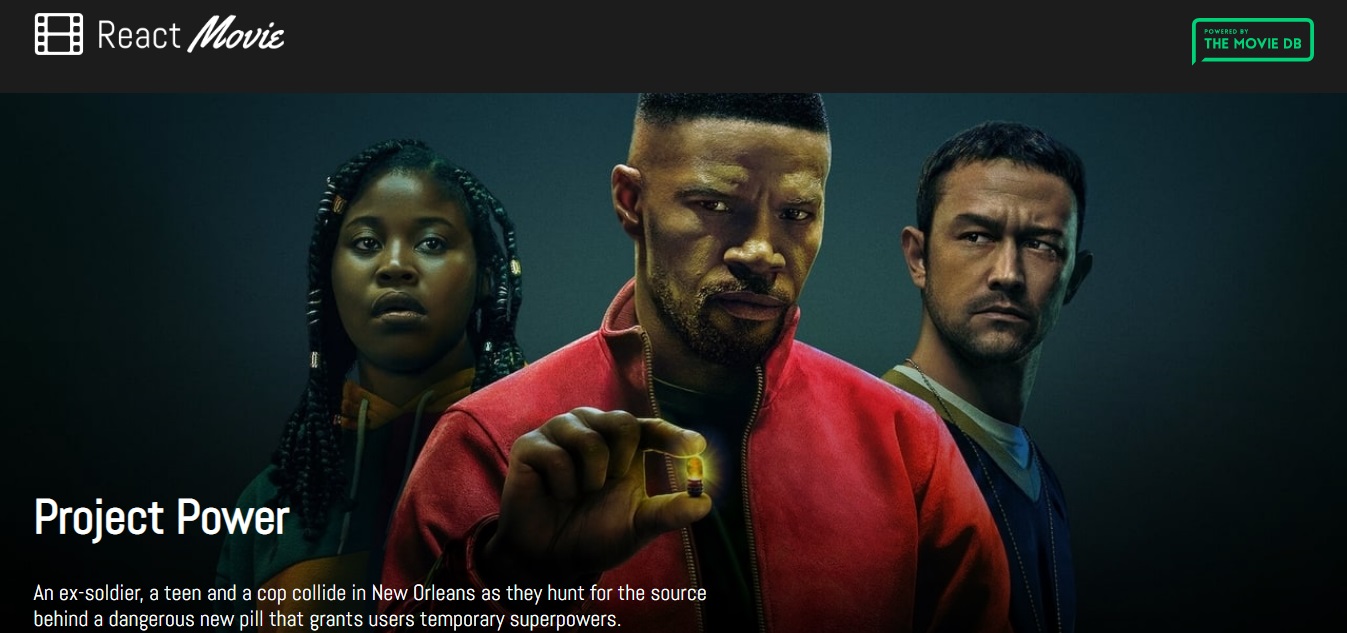 React Movie
POWERED BY
THE MOVIE DB
Project Power
An ex-soldier, a teen and a cop collide in New Orleans as they hunt for the source
behind a dangerous new pill that grants users temporary superpowers.